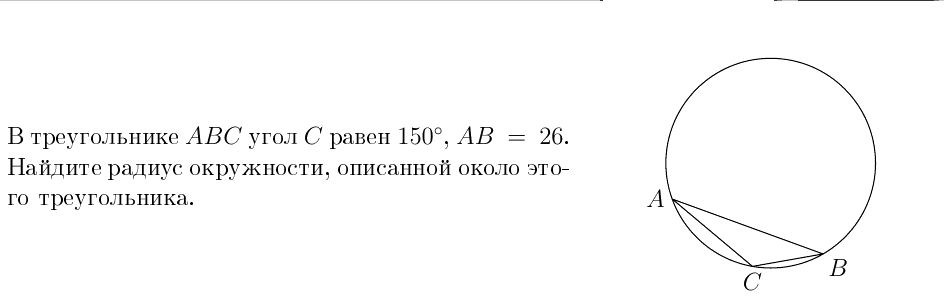 В треугольнике ABC угол C равен 150°, AB = 26.
Найдите радиус окружности, описанной около это-
го треугольника.
A
B
C